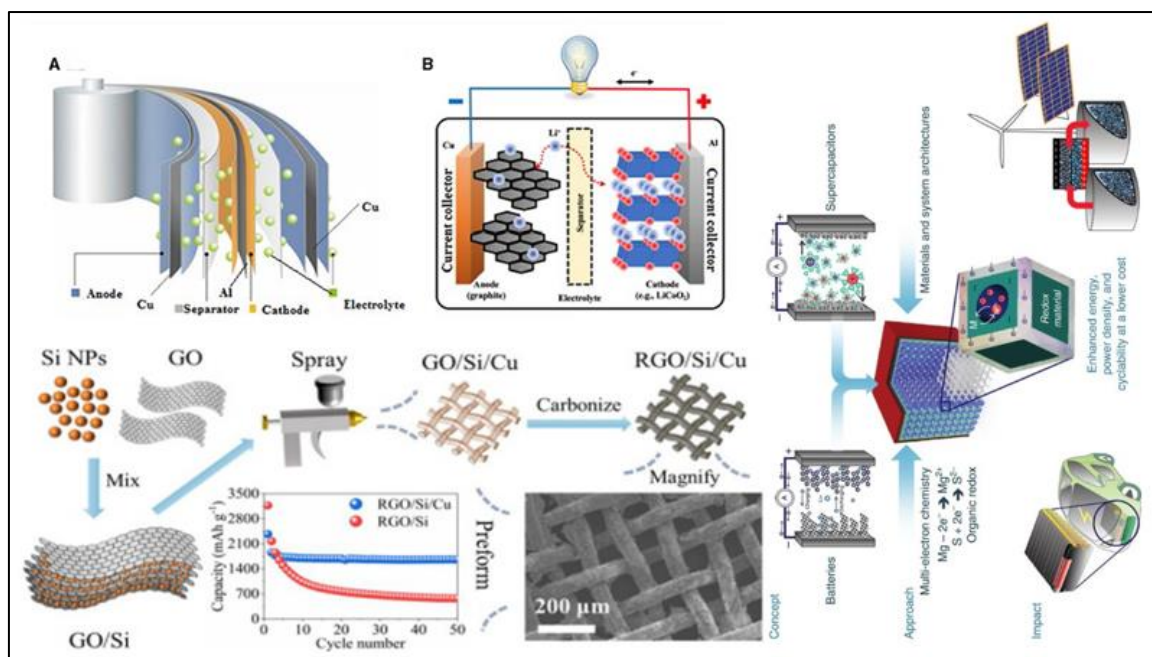 A
Cu
Anode
Cu
Separator
Al
Cathode
Electrolyte
B
e⁻
−
+
Li⁺
Cu
Al
Current collector
Separator
Current collector
Anode
(graphite)
Electrolyte
Cathode
(e.g., LiCoO₂)
Si NPs
GO
Mix
GO/Si
Spray
GO/Si/Cu
Carbonize
RGO/Si/Cu
Magnify
Preform
200 µm
Capacity (mAh g⁻¹)
3500
2800
2100
1400
700
0
0
10
20
30
40
50
Cycle number
RGO/Si/Cu
RGO/Si
Concept
Batteries
Supercapacitors
Approach
Multi-electron chemistry
Mg – 2e⁻ ➔ Mg²⁺
S + 2e⁻ ➔ S²⁻
Organic redox
Materials and system architectures
Impact
Enhanced energy,
power density, and
cyclability at a lower cost
Redox
material
M
A
A
+
−
+
−